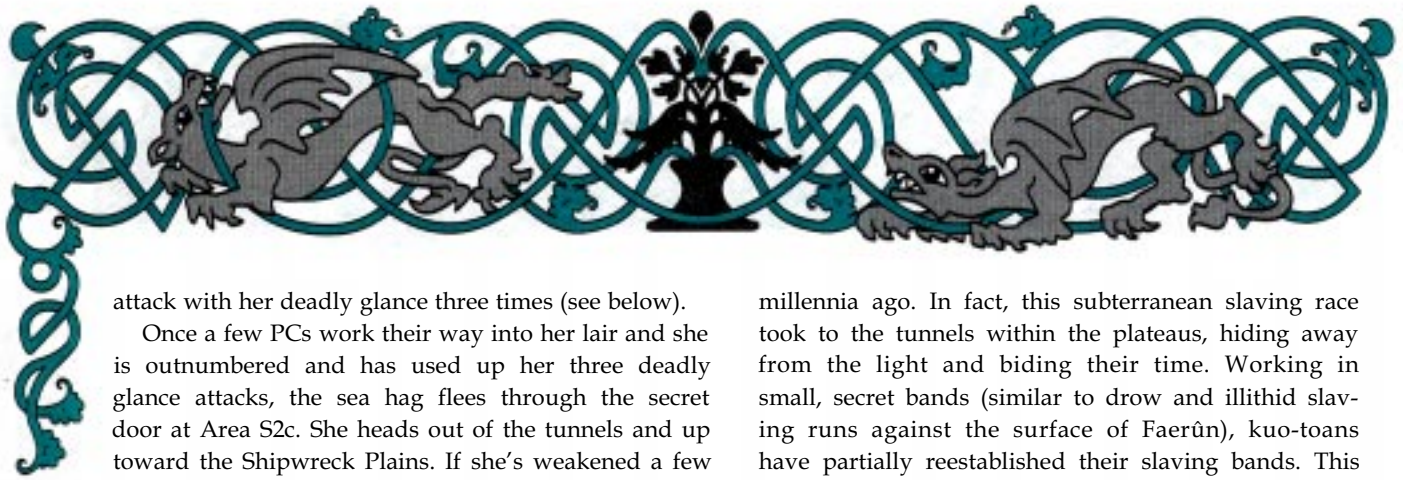 attack with her deadly glance three times (see below).
Once a few PCs work their way into her lair and she
is outnumbered and has used up her three deadly
glance attacks, the sea hag flees through the secret
door at Area S2c. She heads out of the tunnels and up
toward the Shipwreck Plains. If she's weakened a few
millennia ago. In fact, this subterranean slaving race
took to the tunnels within the plateaus, hiding away
from the light and biding their time. Working in
small, secret bands (similar to drow and illithid slav-
ing runs against the surface of Faerûn), kuo-toans
have partially reestablished their slaving bands. This